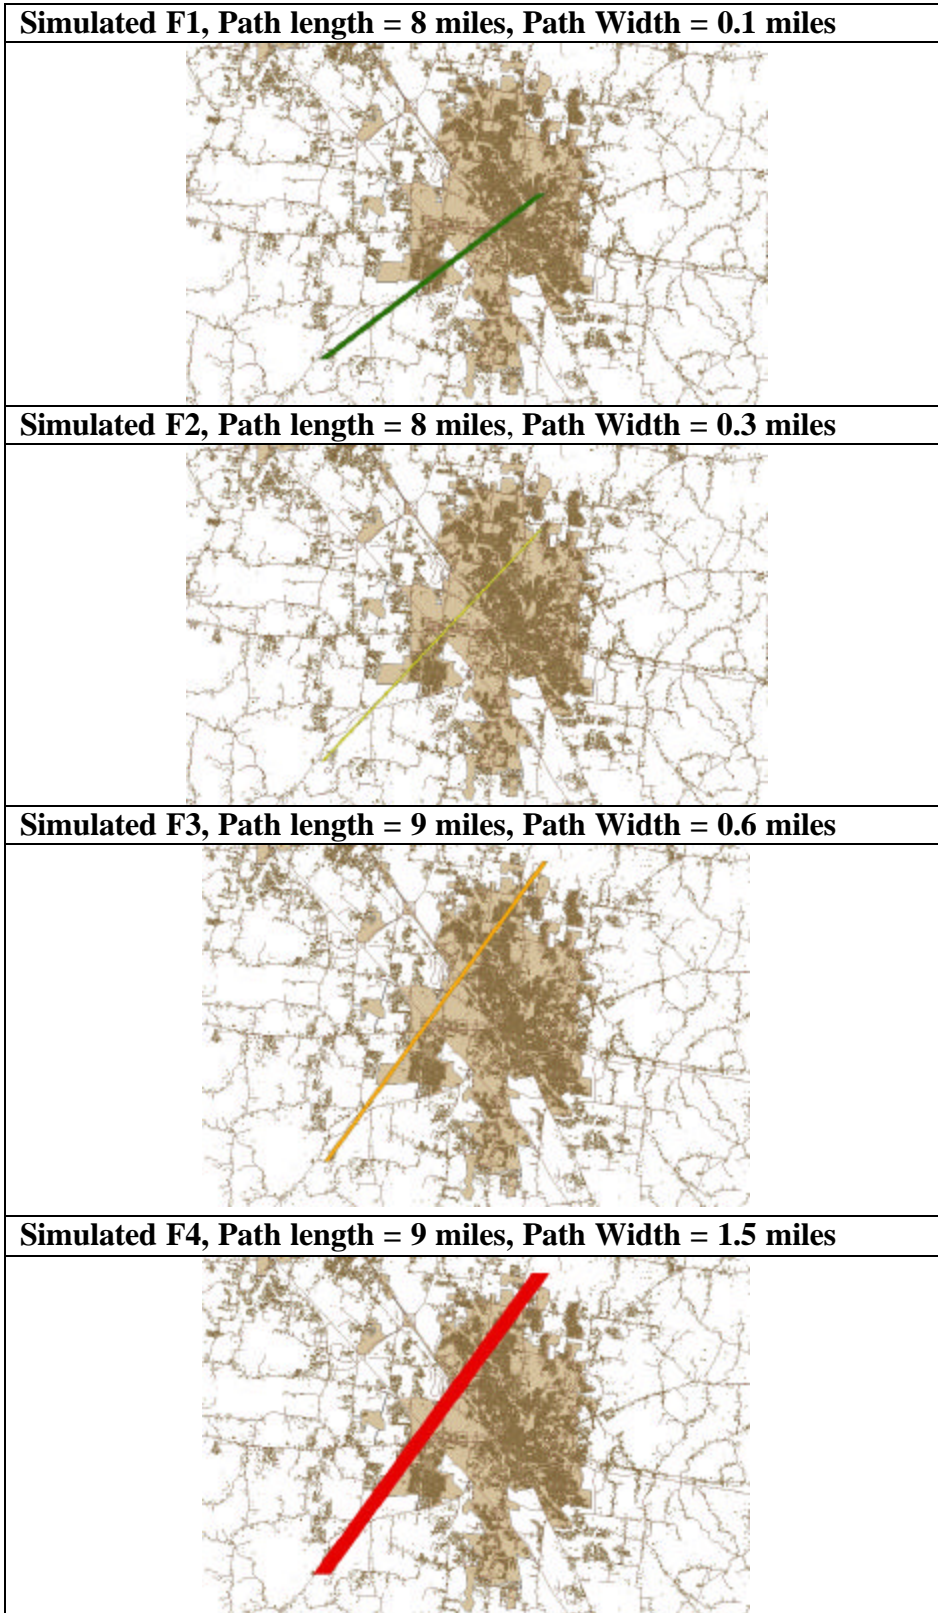 Simulated F1, Path length = 8 miles, Path Width = 0.1 miles
Simulated F2, Path length = 8 miles, Path Width = 0.3 miles
Simulated F3, Path length = 9 miles, Path Width = 0.6 miles
Simulated F4, Path length = 9 miles, Path Width = 1.5 miles